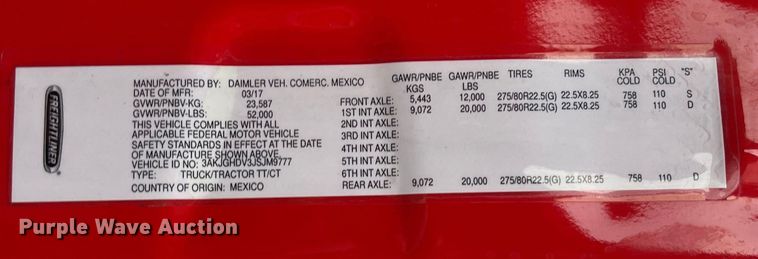 FREIGHTLINER
MANUFACTURED BY: DAIMLER VEH. COMERC. MEXICO
DATE OF MFR: 03/17
GVWR/PNBV-KG: 23,587
GVWR/PNBV-LBS: 52,000
THIS VEHICLE COMPLIES WITH ALL
APPLICABLE FEDERAL MOTOR VEHICLE
SAFETY STANDARDS IN EFFECT AT THE DATE
OF MANUFACTURE SHOWN ABOVE
VEHICLE ID NO: 3AKJGHDV3JSJM9777
TYPE: TRUCK/TRACTOR TT/CT
COUNTRY OF ORIGIN: MEXICO
GAWR/PNBE KGS GAWR/PNBE LBS TIRES RIMS KPA COLD PSI COLD "S"
FRONT AXLE: 5,443 12,000 275/80R22.5(G) 22.5X8.25 758 110 S
1ST INT AXLE: 9,072 20,000 275/80R22.5(G) 22.5X8.25 758 110 D
2ND INT AXLE:
3RD INT AXLE:
4TH INT AXLE:
5TH INT AXLE:
6TH INT AXLE:
REAR AXLE: 9,072 20,000 275/80R22.5(G) 22.5X8.25 758 110 D
Purple Wave Auction